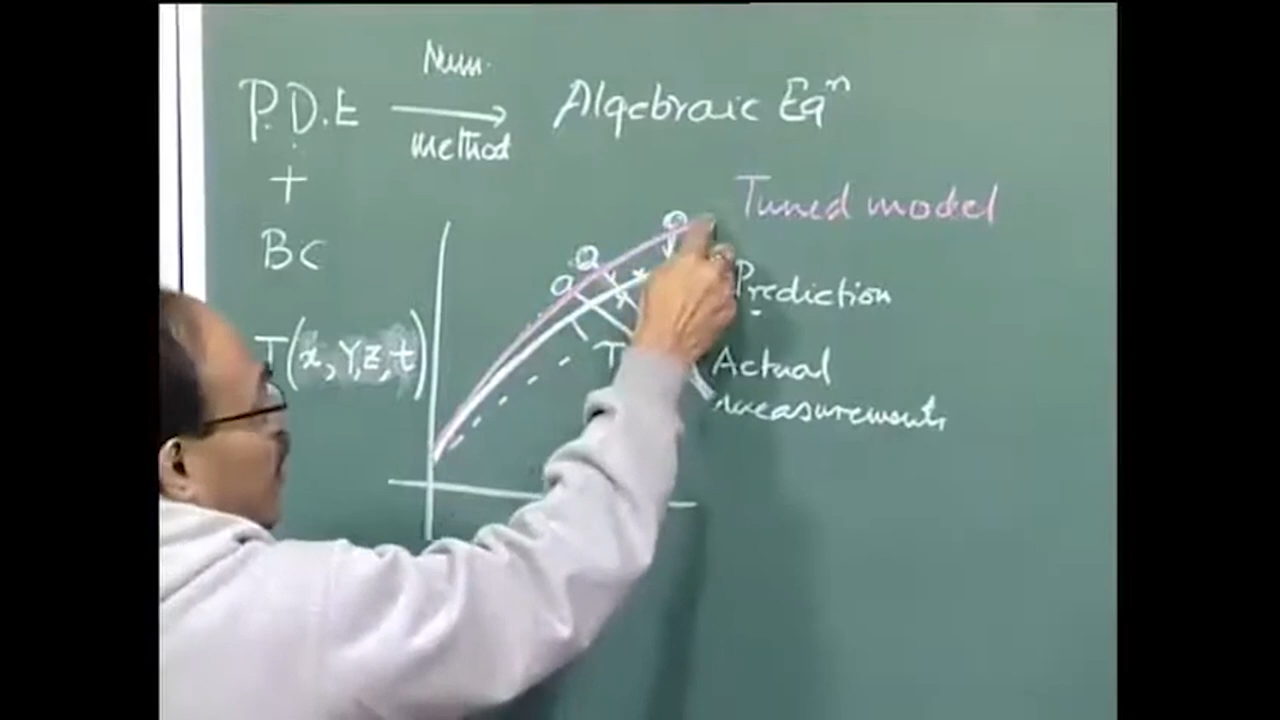 Num.
P.D.E → Algebraic Eqⁿ
method
+
BC
Tuned model
Prediction
T(x, Y, Z, t)
Actual
measurements